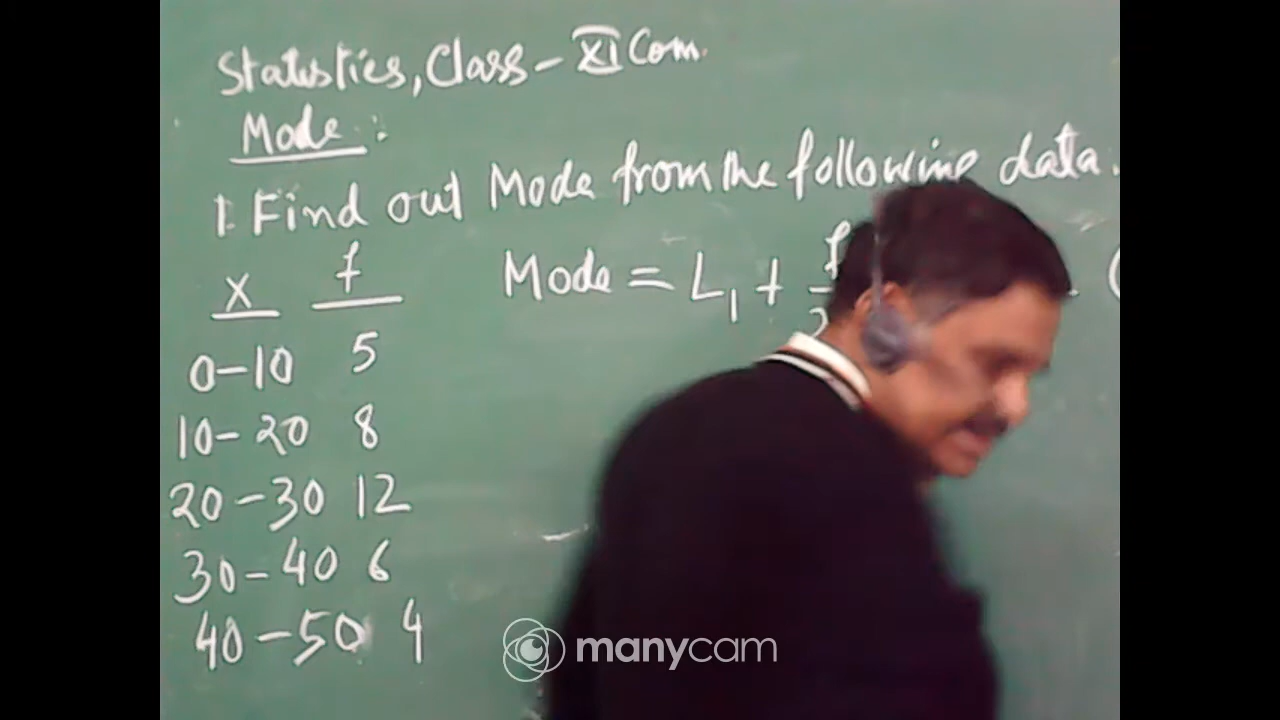 Statistics, Class - XI Com.
Mode :
1. Find out Mode from the following data.
x f
Mode = L1 + f
0-10 5
10-20 8
20-30 12
30-40 6
40-50 4
manycam